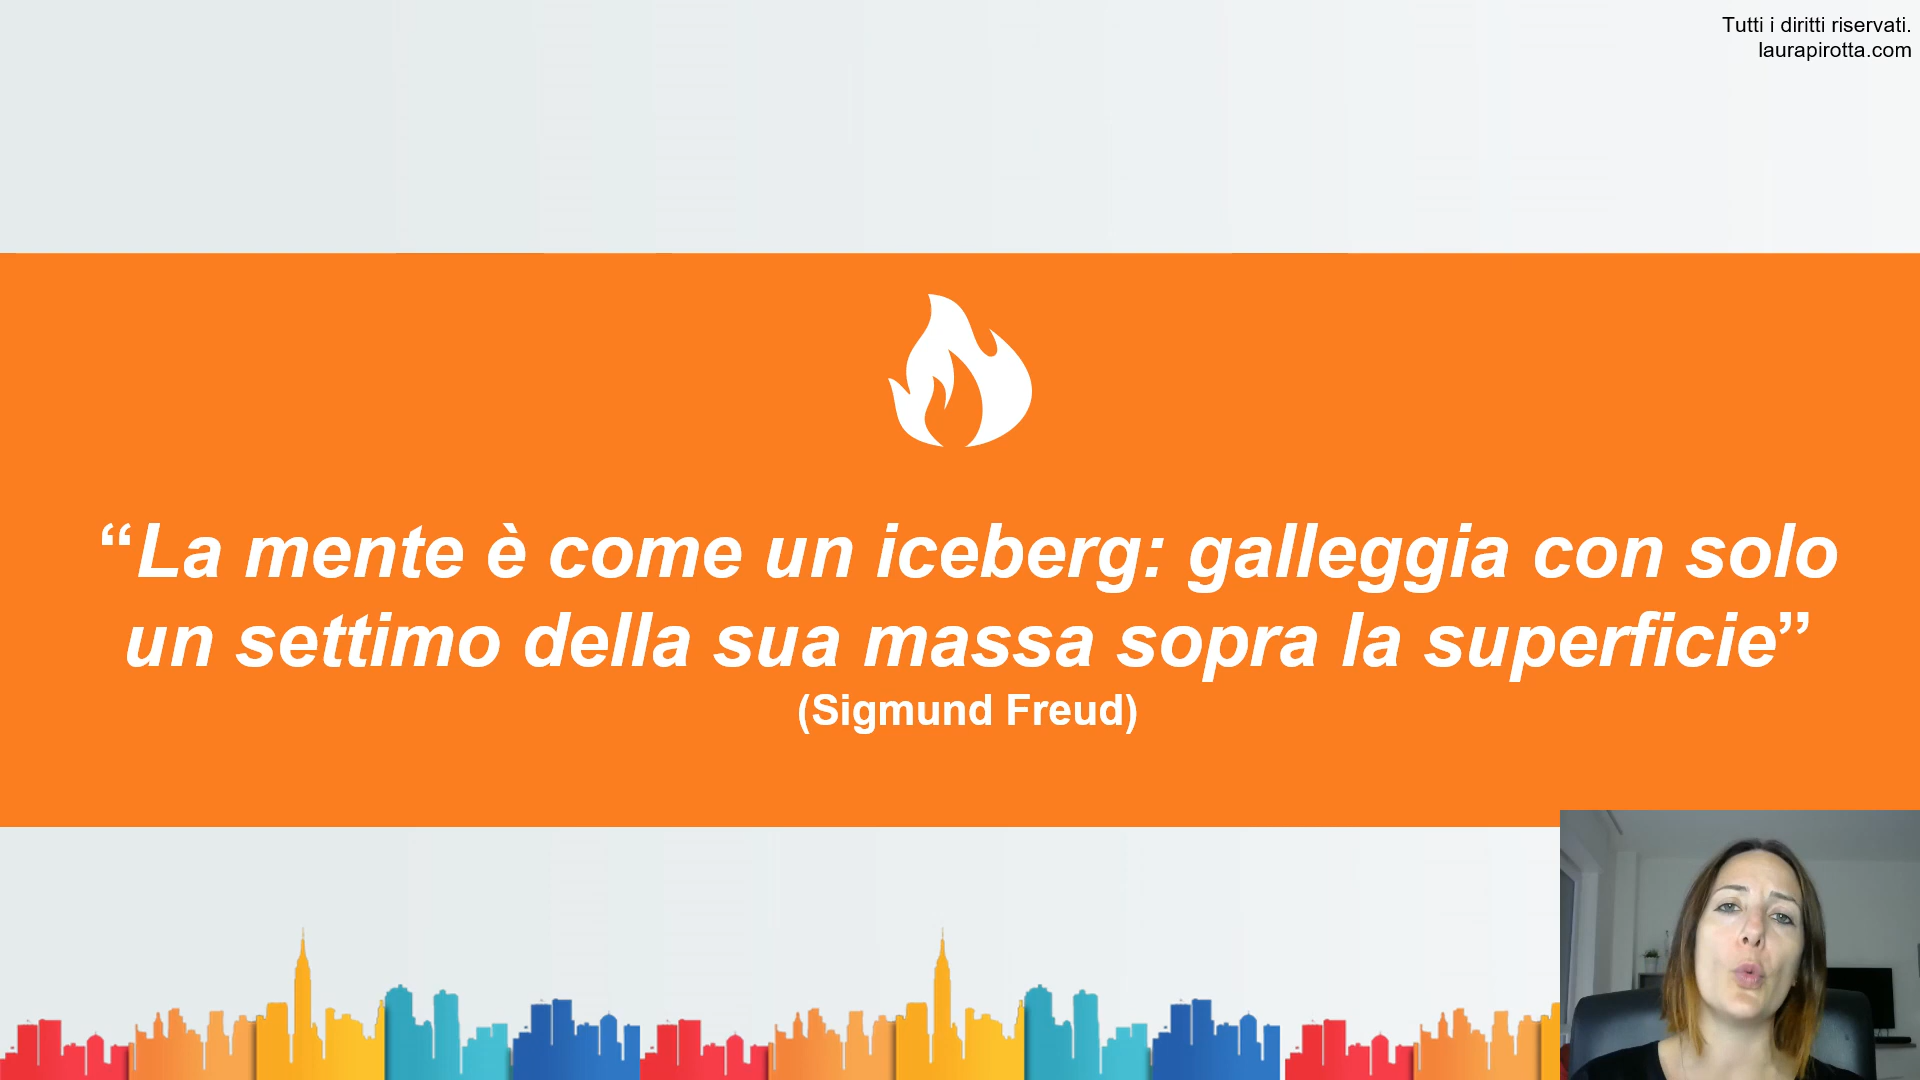 Tutti i diritti riservati.
laurapirotta.com
“La mente è come un iceberg: galleggia con solo
un settimo della sua massa sopra la superficie”
(Sigmund Freud)